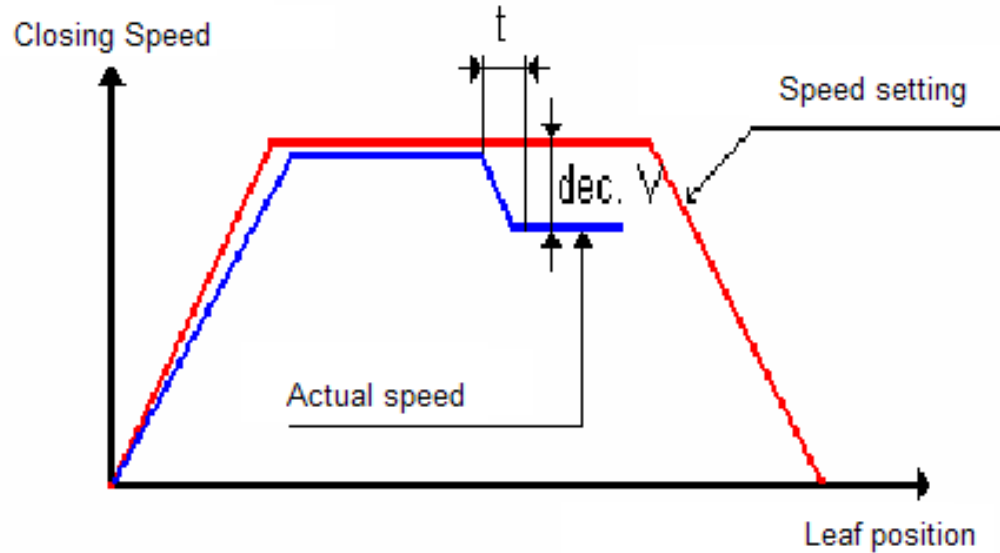 t
Closing Speed
Speed setting
dec. V
Actual speed
Leaf position